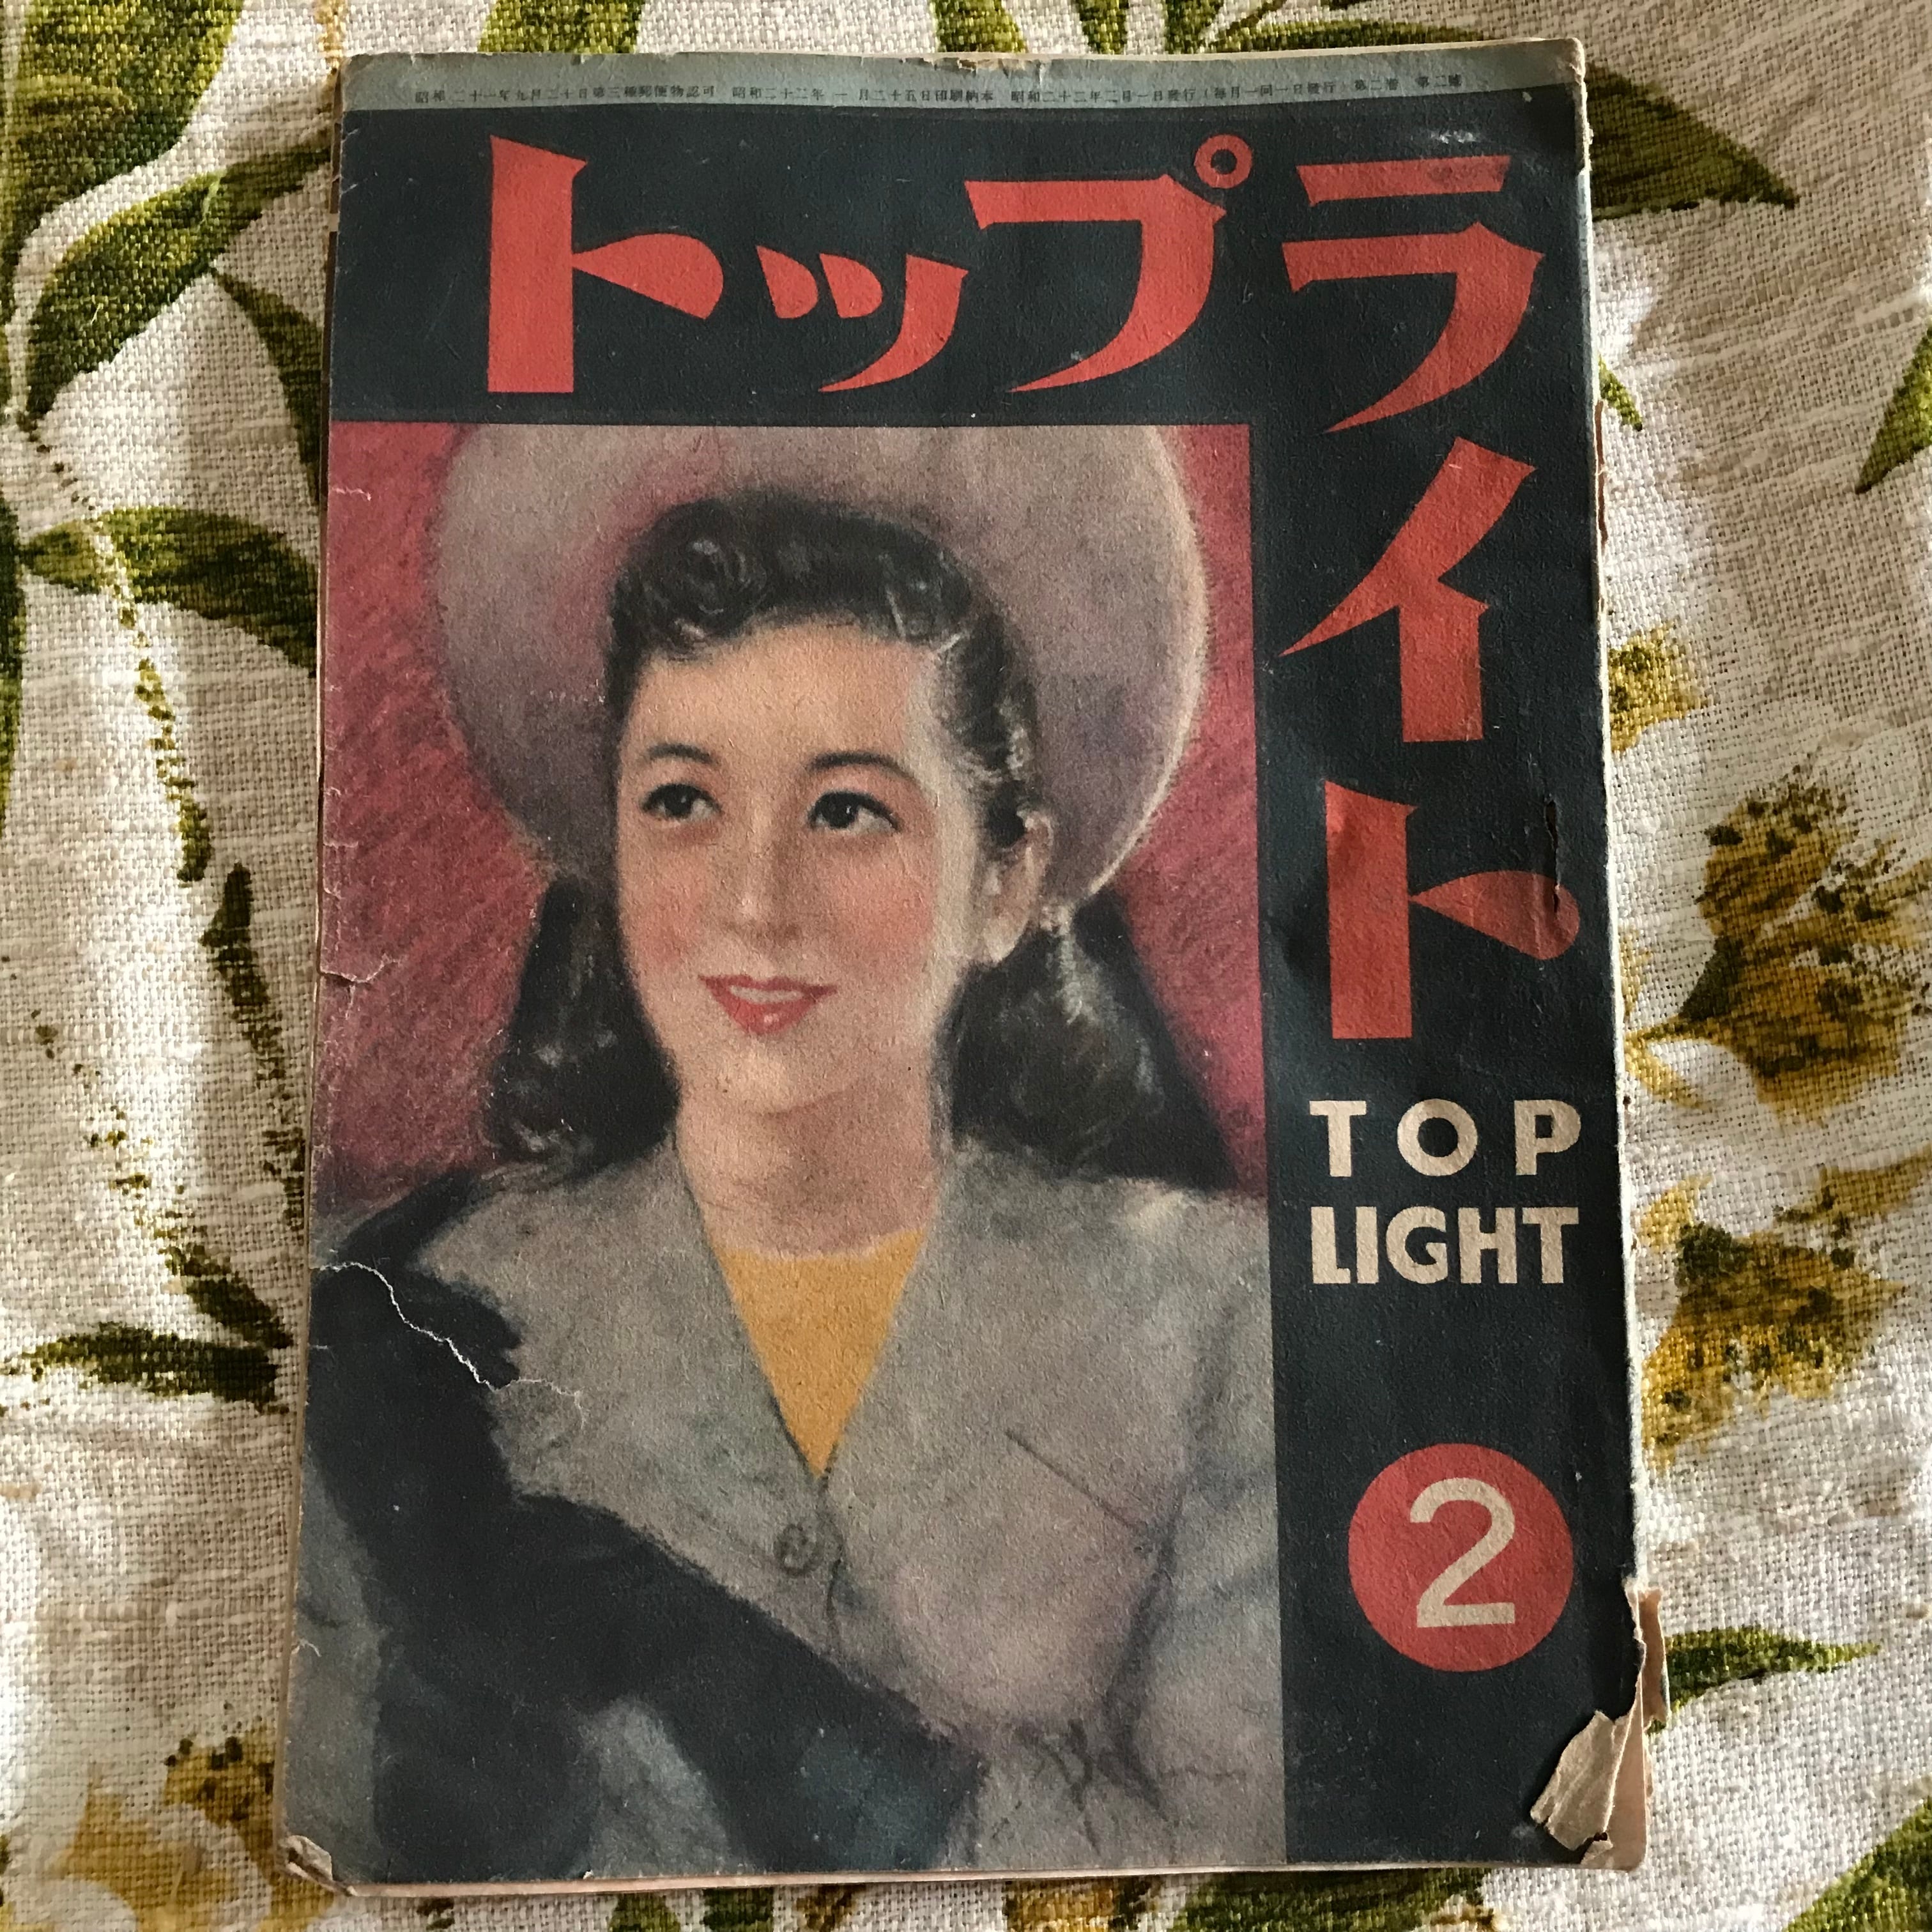 昭和二十一年九月二十日第三種郵便物認可 昭和二十二年一月二十五日印刷納本 昭和二十二年二月一日發行(毎月一回一日發行)第二巻 第二號
トップライト
TOP
LIGHT
2